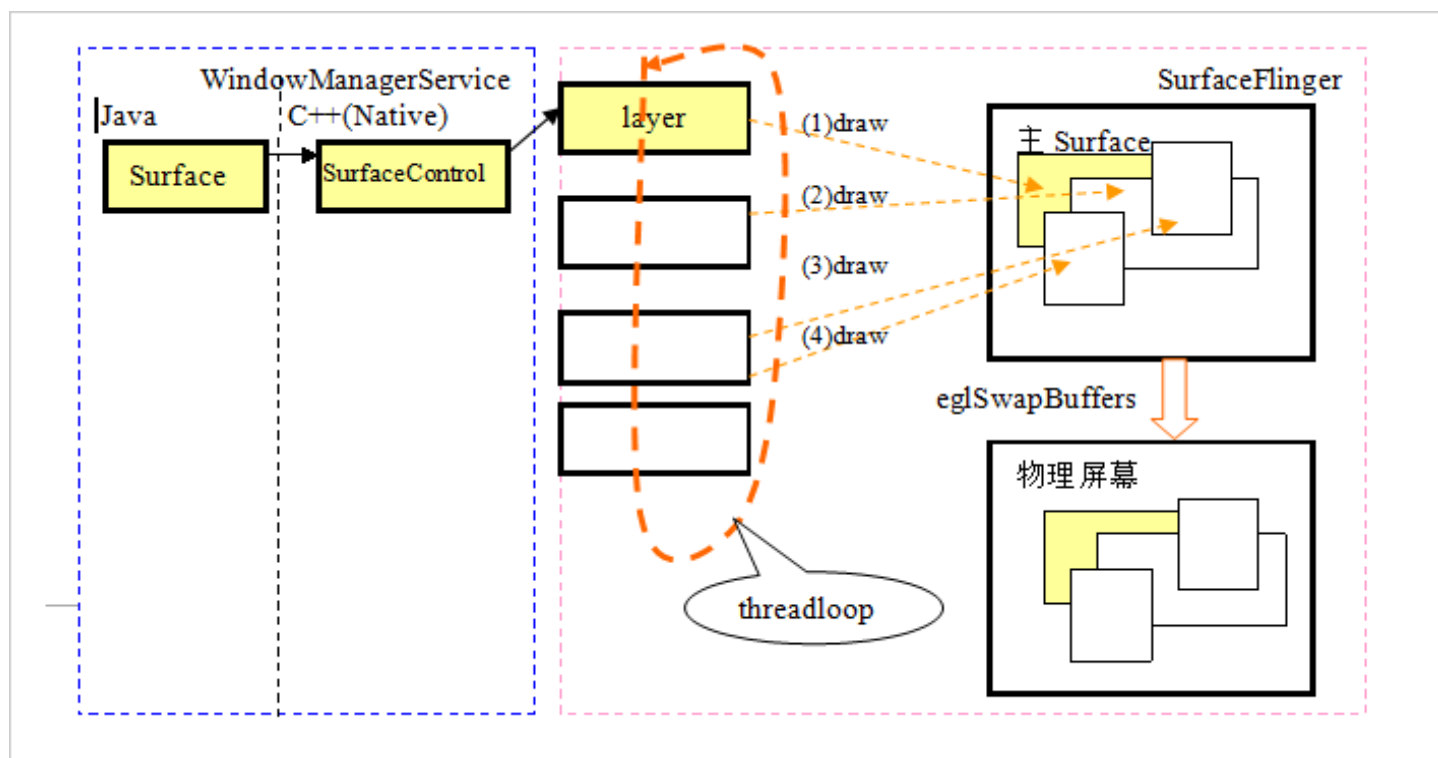 WindowManagerService
Java
C++(Native)
Surface
SurfaceControl
layer
(1)draw
(2)draw
(3)draw
(4)draw
threadloop
SurfaceFlinger
主 Surface
eglSwapBuffers
物理屏幕